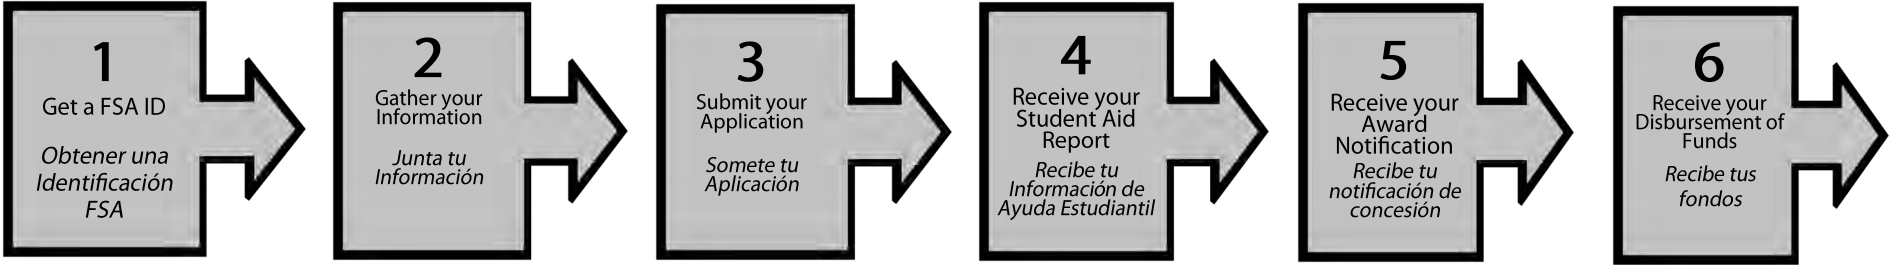 1
Get a FSA ID
Obtener una
Identificación
FSA
2
Gather your
Information
Junta tu
Información
3
Submit your
Application
Somete tu
Aplicación
4
Receive your
Student Aid
Report
Recibe tu
Información de
Ayuda Estudiantil
5
Receive your
Award
Notification
Recibe tu
notificación de
concesión
6
Receive your
Disbursement of
Funds
Recibe tus
fondos